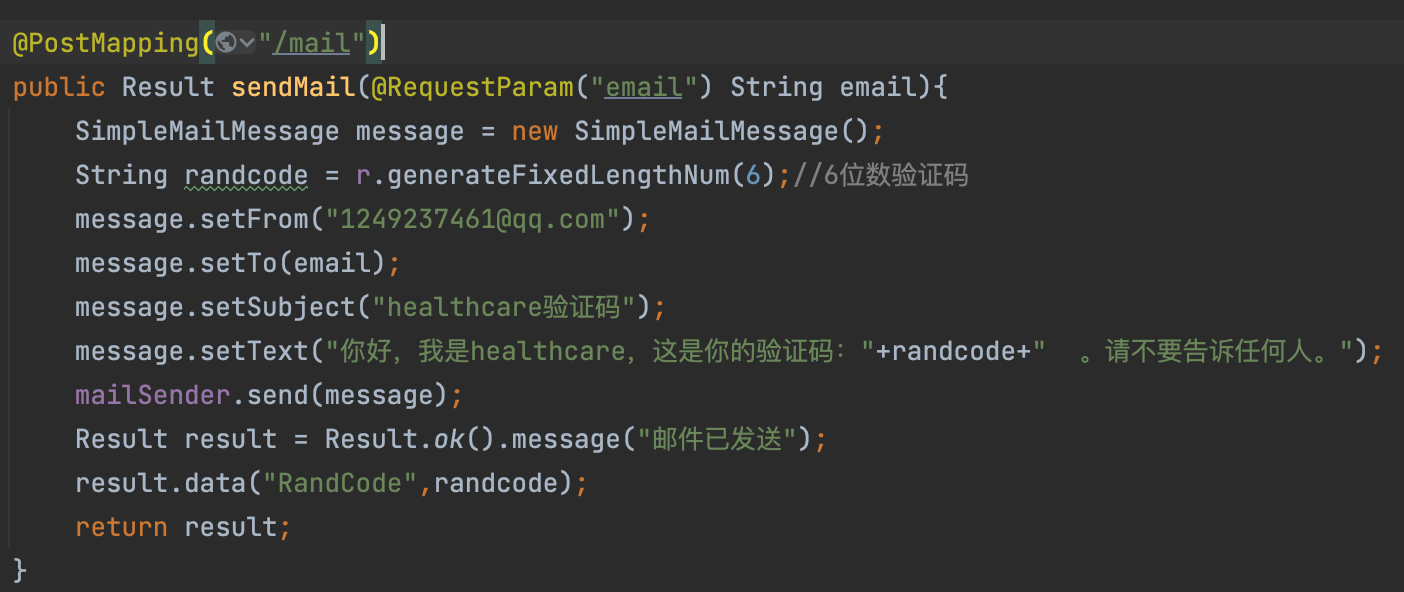 @PostMapping("/mail")
public Result sendMail(@RequestParam("email") String email){
    SimpleMailMessage message = new SimpleMailMessage();
    String randcode = r.generateFixedLengthNum(6);//6位数验证码
    message.setFrom("1249237461@qq.com");
    message.setTo(email);
    message.setSubject("healthcare验证码");
    message.setText("你好，我是healthcare，这是你的验证码："+randcode+"  。请不要告诉任何人。");
    mailSender.send(message);
    Result result = Result.ok().message("邮件已发送");
    result.data("RandCode",randcode);
    return result;
}